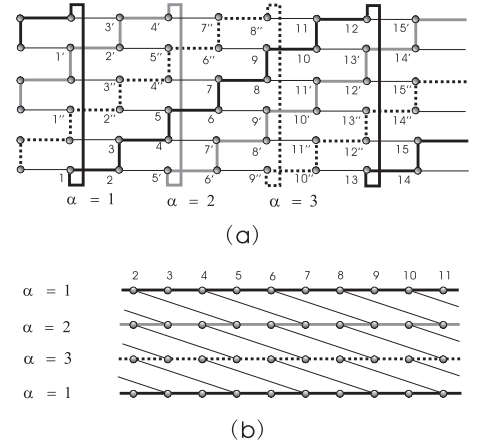 3' 4' 7" 8" 11 12 15'
1' 2' 5" 6" 9 10 13' 14'
3" 4" 7 8 11' 12' 15"
1" 2" 5 6 9' 10' 13" 14"
3 4 7' 8' 11" 12" 15
1 2 5' 6' 9" 10" 13 14
α = 1 α = 2 α = 3
(a)
2 3 4 5 6 7 8 9 10 11
α = 1
α = 2
α = 3
α = 1
(b)